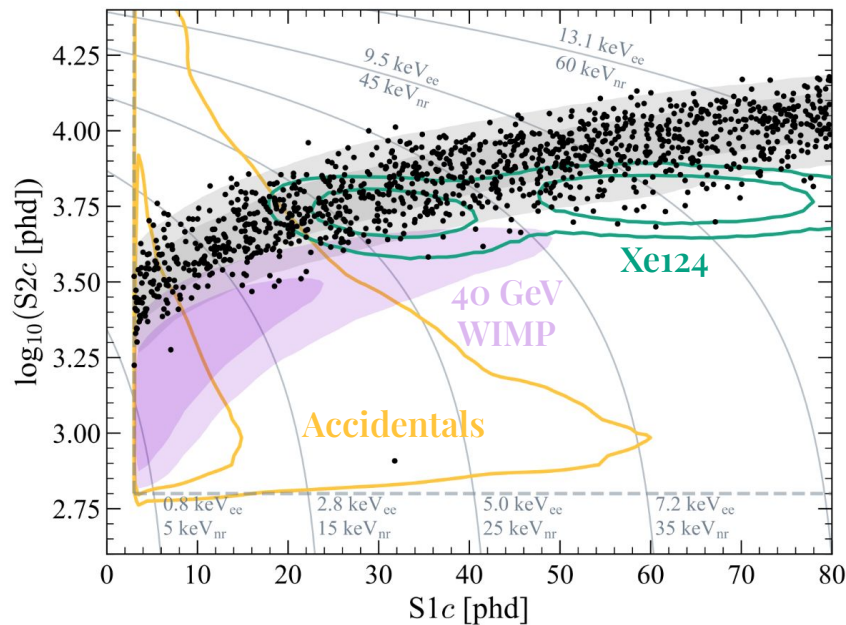 4.25
4.00
3.75
3.50
3.25
3.00
2.75
log₁₀(S2c [phd])
9.5 keVₑₑ
45 keVₙᵣ
13.1 keVₑₑ
60 keVₙᵣ
Xe124
40 GeV
WIMP
Accidentals
0.8 keVₑₑ
5 keVₙᵣ
2.8 keVₑₑ
15 keVₙᵣ
5.0 keVₑₑ
25 keVₙᵣ
7.2 keVₑₑ
35 keVₙᵣ
0 10 20 30 40 50 60 70 80
S1c [phd]